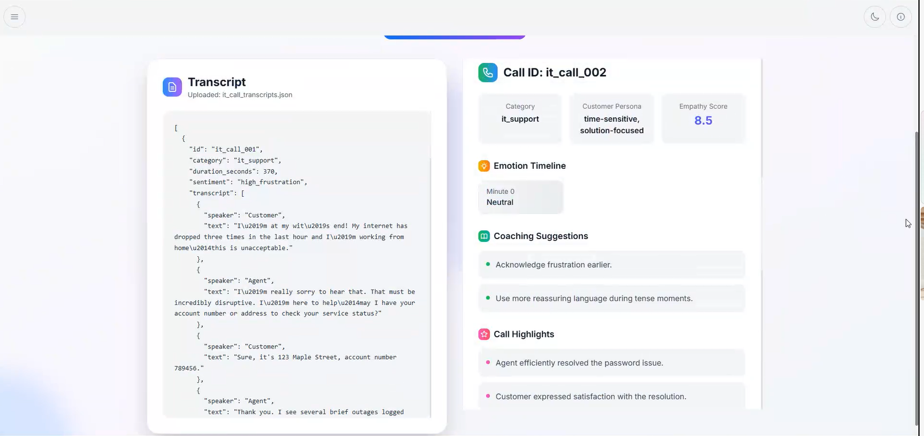 Transcript
Uploaded: it_call_transcripts.json
[
{
"id": "it_call_001",
"category": "it_support",
"duration_seconds": 370,
"sentiment": "high_frustration",
"transcript": [
{
"speaker": "Customer",
"text": "I\u2019m at my wit\u2019s end! My internet has
dropped three times in the last hour and I\u2019m working from
home\u2014this is unacceptable."
},
{
"speaker": "Agent",
"text": "I\u2019m really sorry to hear that. That must be
incredibly disruptive. I\u2019m here to help\u2014may I have your
account number or address to check your service status?"
},
{
"speaker": "Customer",
"text": "Sure, it's 123 Maple Street, account number
789456."
},
{
"speaker": "Agent",
"text": "Thank you. I see several brief outages logged
Call ID: it_call_002
Category
it_support
Customer Persona
time-sensitive,
solution-focused
Empathy Score
8.5
Emotion Timeline
Minute 0
Neutral
Coaching Suggestions
Acknowledge frustration earlier.
Use more reassuring language during tense moments.
Call Highlights
Agent efficiently resolved the password issue.
Customer expressed satisfaction with the resolution.